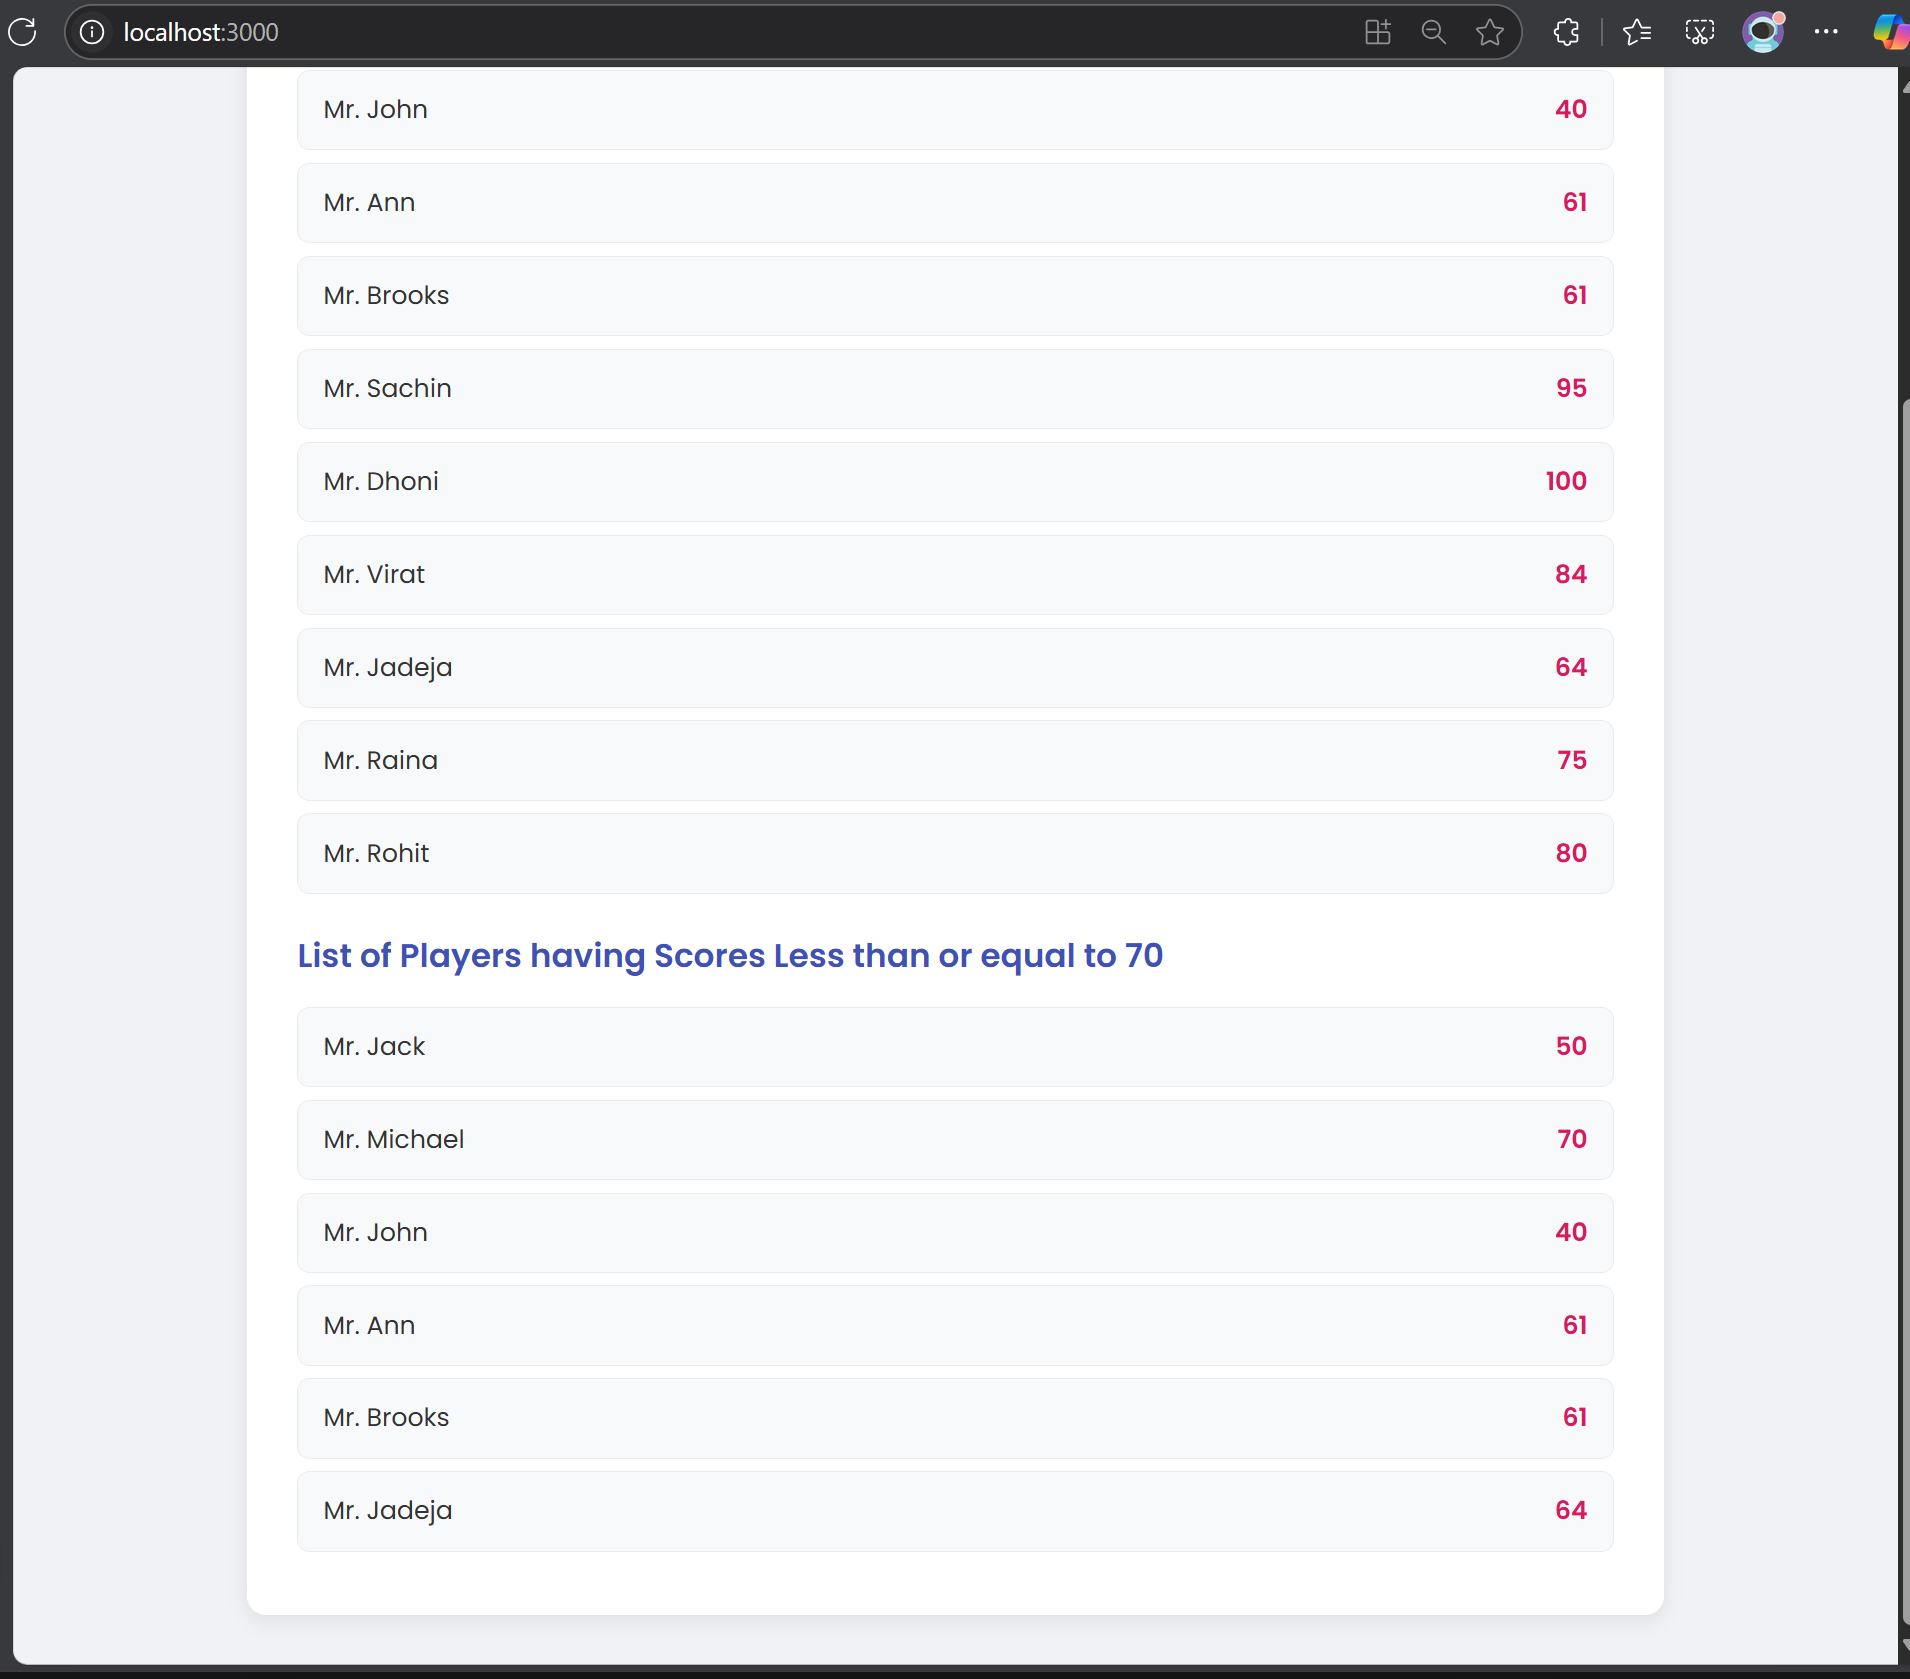 localhost:3000
Mr. John 40
Mr. Ann 61
Mr. Brooks 61
Mr. Sachin 95
Mr. Dhoni 100
Mr. Virat 84
Mr. Jadeja 64
Mr. Raina 75
Mr. Rohit 80
List of Players having Scores Less than or equal to 70
Mr. Jack 50
Mr. Michael 70
Mr. John 40
Mr. Ann 61
Mr. Brooks 61
Mr. Jadeja 64